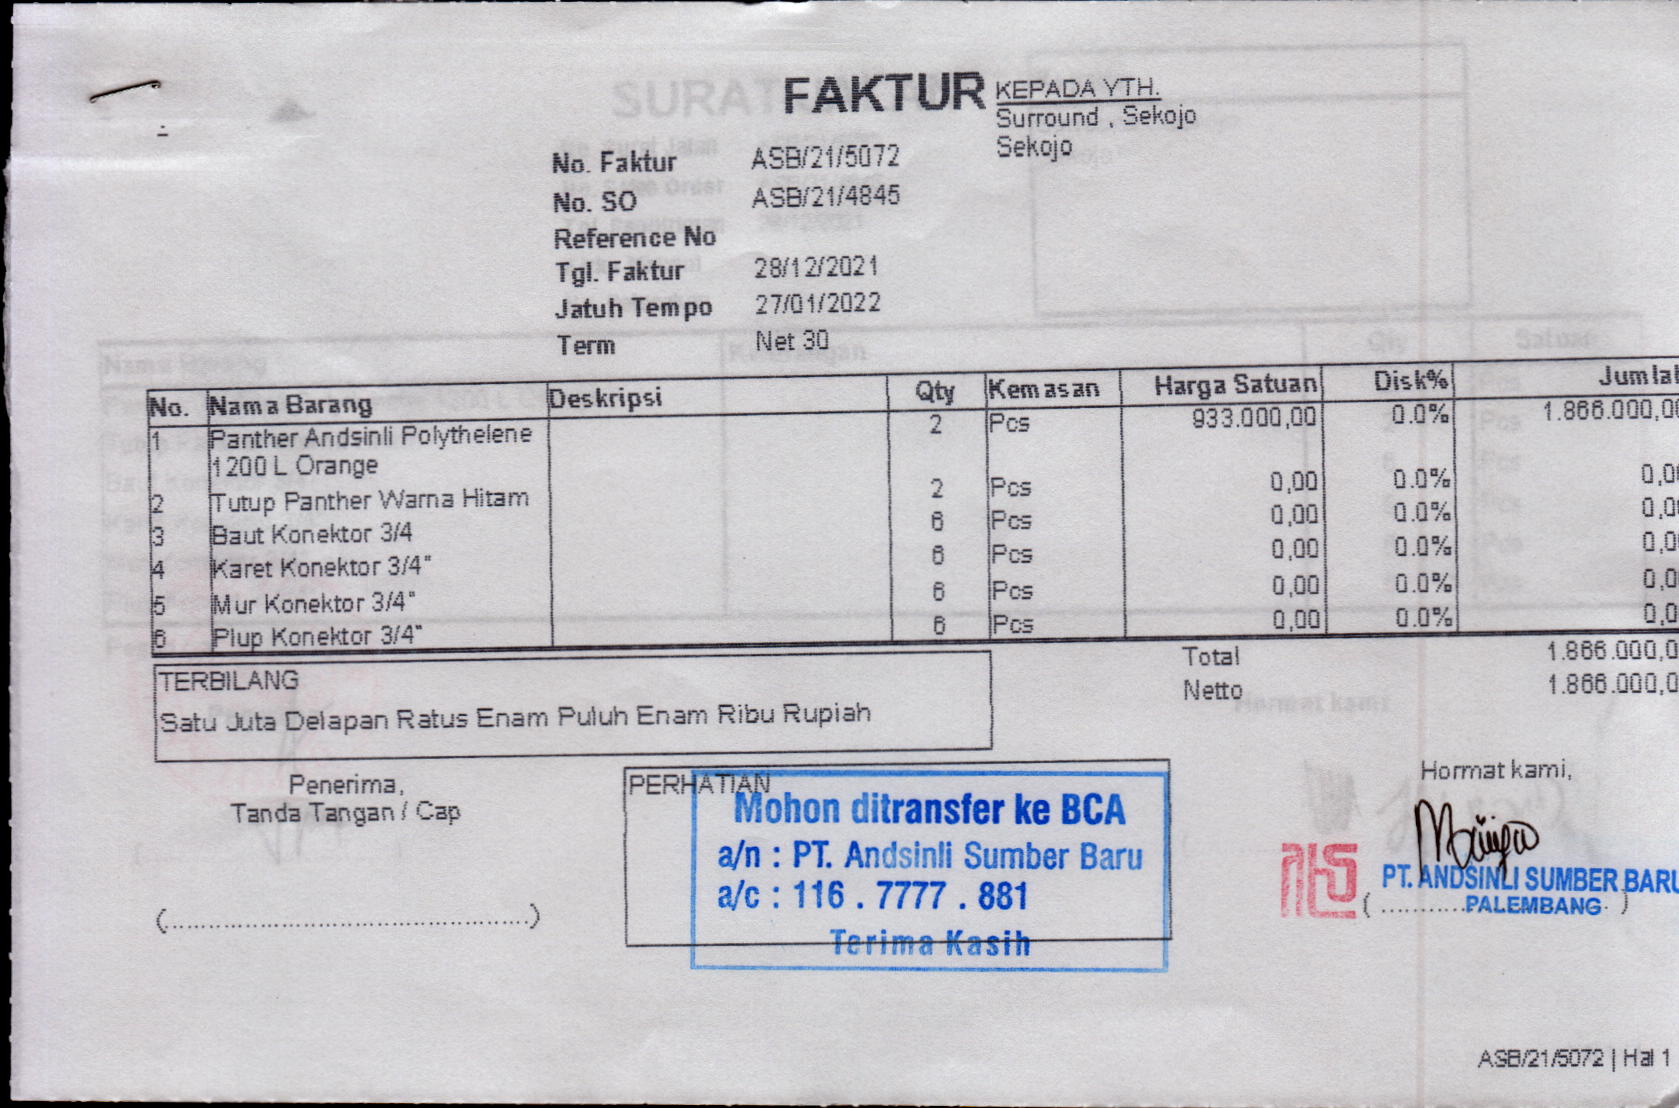 FAKTUR
KEPADA YTH.
Surround , Sekojo
Sekojo
No. Faktur ASB/21/5072
No. SO ASB/21/4845
Reference No
Tgl. Faktur 28/12/2021
Jatuh Tempo 27/01/2022
Term Net 30
No. Nama Barang Deskripsi Qty Kemasan Harga Satuan Disk% Jumlah
1 Panther Andsinli Polythelene 2 Pcs 933.000,00 0.0% 1.866.000,00
1200 L Orange
2 Tutup Panther Warna Hitam 2 Pcs 0,00 0.0% 0,00
3 Baut Konektor 3/4 6 Pcs 0,00 0.0% 0,00
4 Karet Konektor 3/4" 6 Pcs 0,00 0.0% 0,0
5 Mur Konektor 3/4" 6 Pcs 0,00 0.0% 0,0
6 Plup Konektor 3/4" 6 Pcs 0,00 0.0% 0,0
Total 1.866.000,0
Netto 1.866.000,0
TERBILANG
Satu Juta Delapan Ratus Enam Puluh Enam Ribu Rupiah
Penerima,
Tanda Tangan / Cap
(..........................................)
PERHATIAN
Mohon ditransfer ke BCA
a/n : PT. Andsinli Sumber Baru
a/c : 116 . 7777 . 881
Terima Kasih
Hormat kami,
PT. ANDSINLI SUMBER BARU
PALEMBANG
ASB/21/5072 | Hal 1